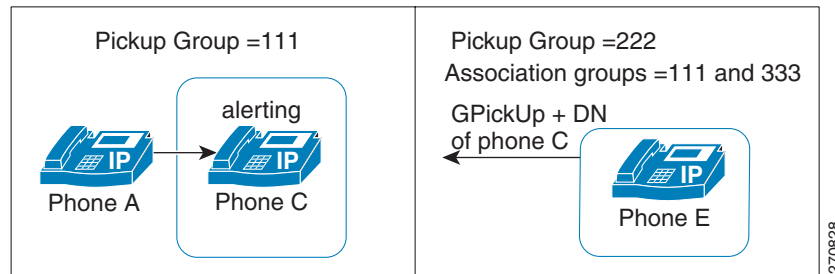 Pickup Group =111
alerting
IP
IP
Phone A
Phone C
Pickup Group =222
Association groups =111 and 333
GPickUp + DN
of phone C
IP
Phone E
270828